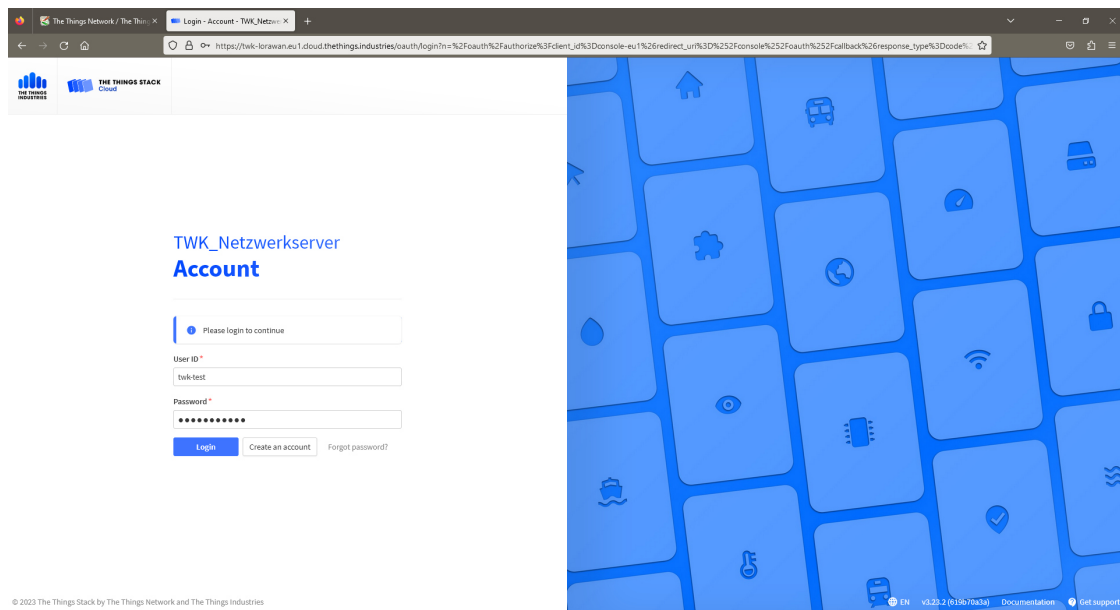 The Things Network / The Thing
Login - Account - TWK_Netzwe
https://twk-lorawan.eu1.cloud.thethings.industries/oauth/login?n=%2Foauth%2Fauthorize%3Fclient_id%3Dconsole-eu1%26redirect_uri%3D%252Fconsole%252Foauth%252Fcallback%26response_type%3Dcode%2
THE THINGS
INDUSTRIES
THE THINGS STACK
Cloud
TWK_Netzwerkserver
Account
Please login to continue
User ID *
twk-test
Password *
Login Create an account Forgot password?
© 2023 The Things Stack by The Things Network and The Things Industries
EN v3.23.2 (619b70a3a) Documentation Get support